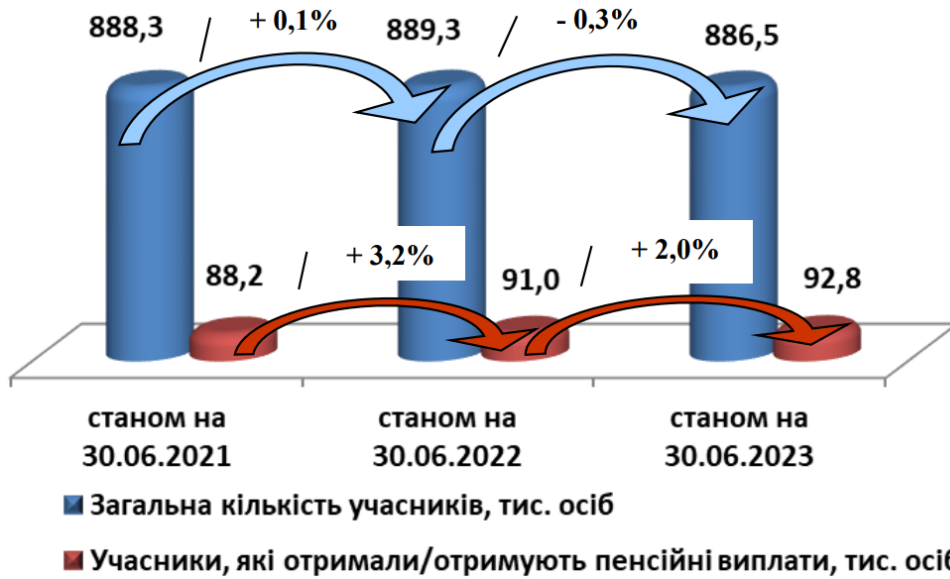 888,3
+ 0,1%
889,3
- 0,3%
886,5
88,2
+ 3,2%
91,0
+ 2,0%
92,8
станом на
30.06.2021
станом на
30.06.2022
станом на
30.06.2023
Загальна кількість учасників, тис. осіб
Учасники, які отримали/отримують пенсійні виплати, тис. осіб